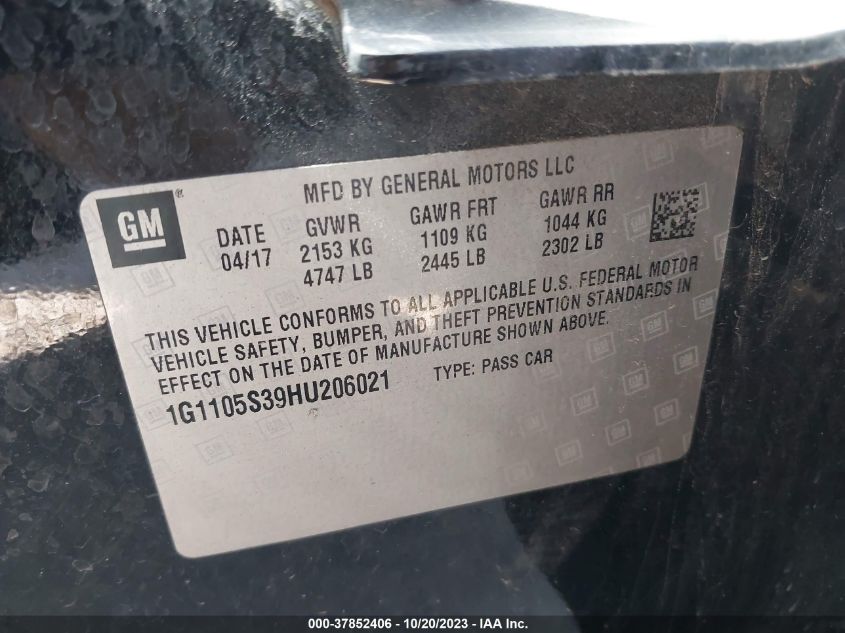 GM
®
MFD BY GENERAL MOTORS LLC
DATE GVWR GAWR FRT GAWR RR
04/17 2153 KG 1109 KG 1044 KG
4747 LB 2445 LB 2302 LB
THIS VEHICLE CONFORMS TO ALL APPLICABLE U.S. FEDERAL MOTOR
VEHICLE SAFETY, BUMPER, AND THEFT PREVENTION STANDARDS IN
EFFECT ON THE DATE OF MANUFACTURE SHOWN ABOVE.
1G1105S39HU206021 TYPE: PASS CAR
000-37852406 - 10/20/2023 - IAA Inc.